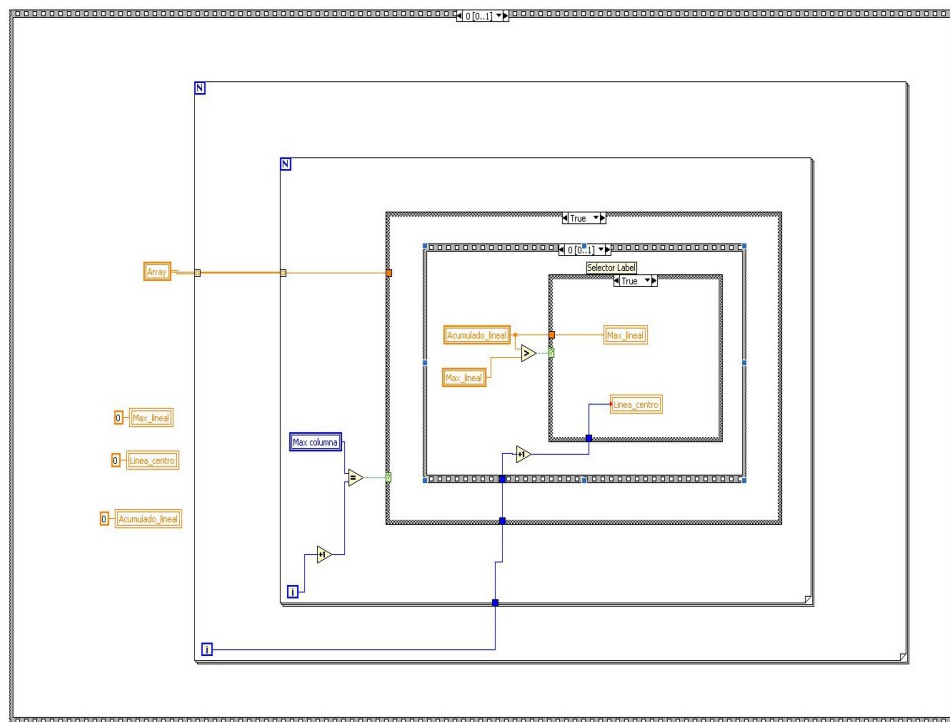 0 [0..1]
N
N
True
0 [0..1]
Selector Label
True
Array
Acumulado_lineal
Max_lineal
>
?
Max_lineal
0
Max_lineal
Linea_centro
Max columna
0
Linea_centro
+1
=
?
0
Acumulado_lineal
+1
i
i